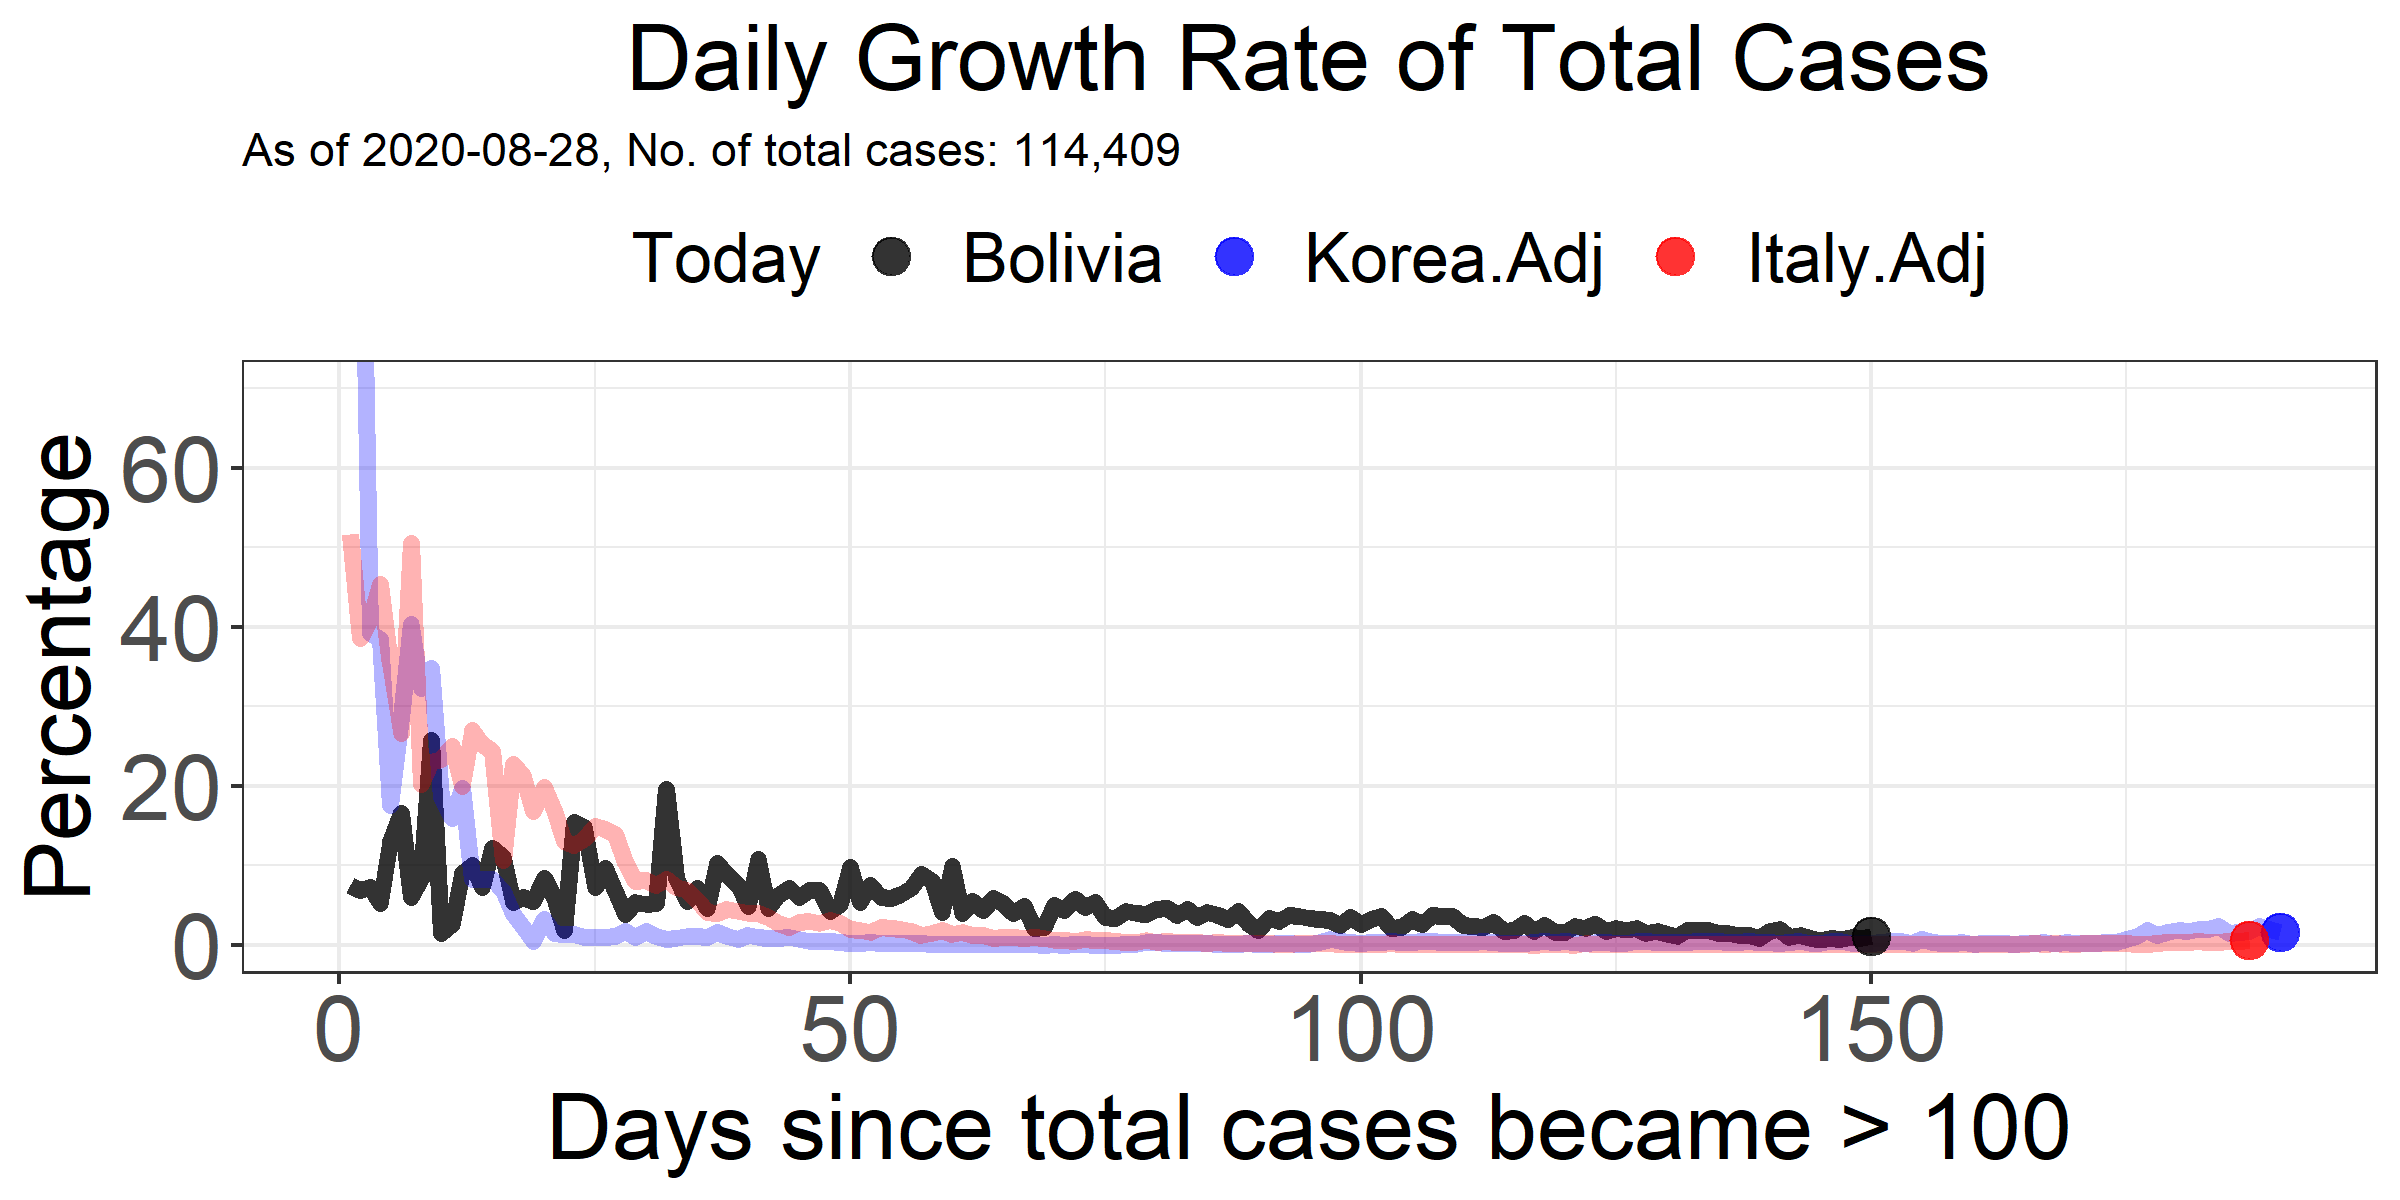 Daily Growth Rate of Total Cases
As of 2020-08-28, No. of total cases: 114,409
Today Bolivia Korea.Adj Italy.Adj
Percentage
60
40
20
0
0 50 100 150
Days since total cases became > 100